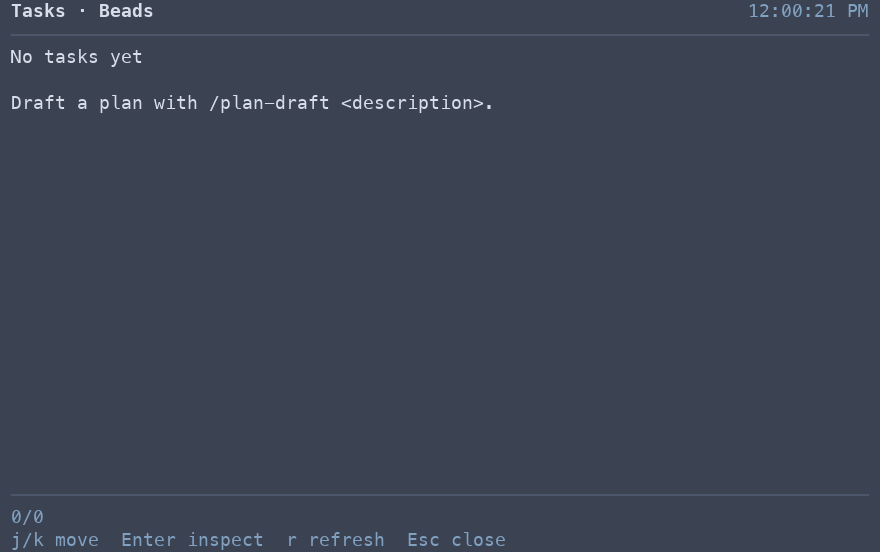 Tasks · Beads 12:00:21 PM
No tasks yet
Draft a plan with /plan-draft <description>.
0/0
j/k move  Enter inspect  r refresh  Esc close